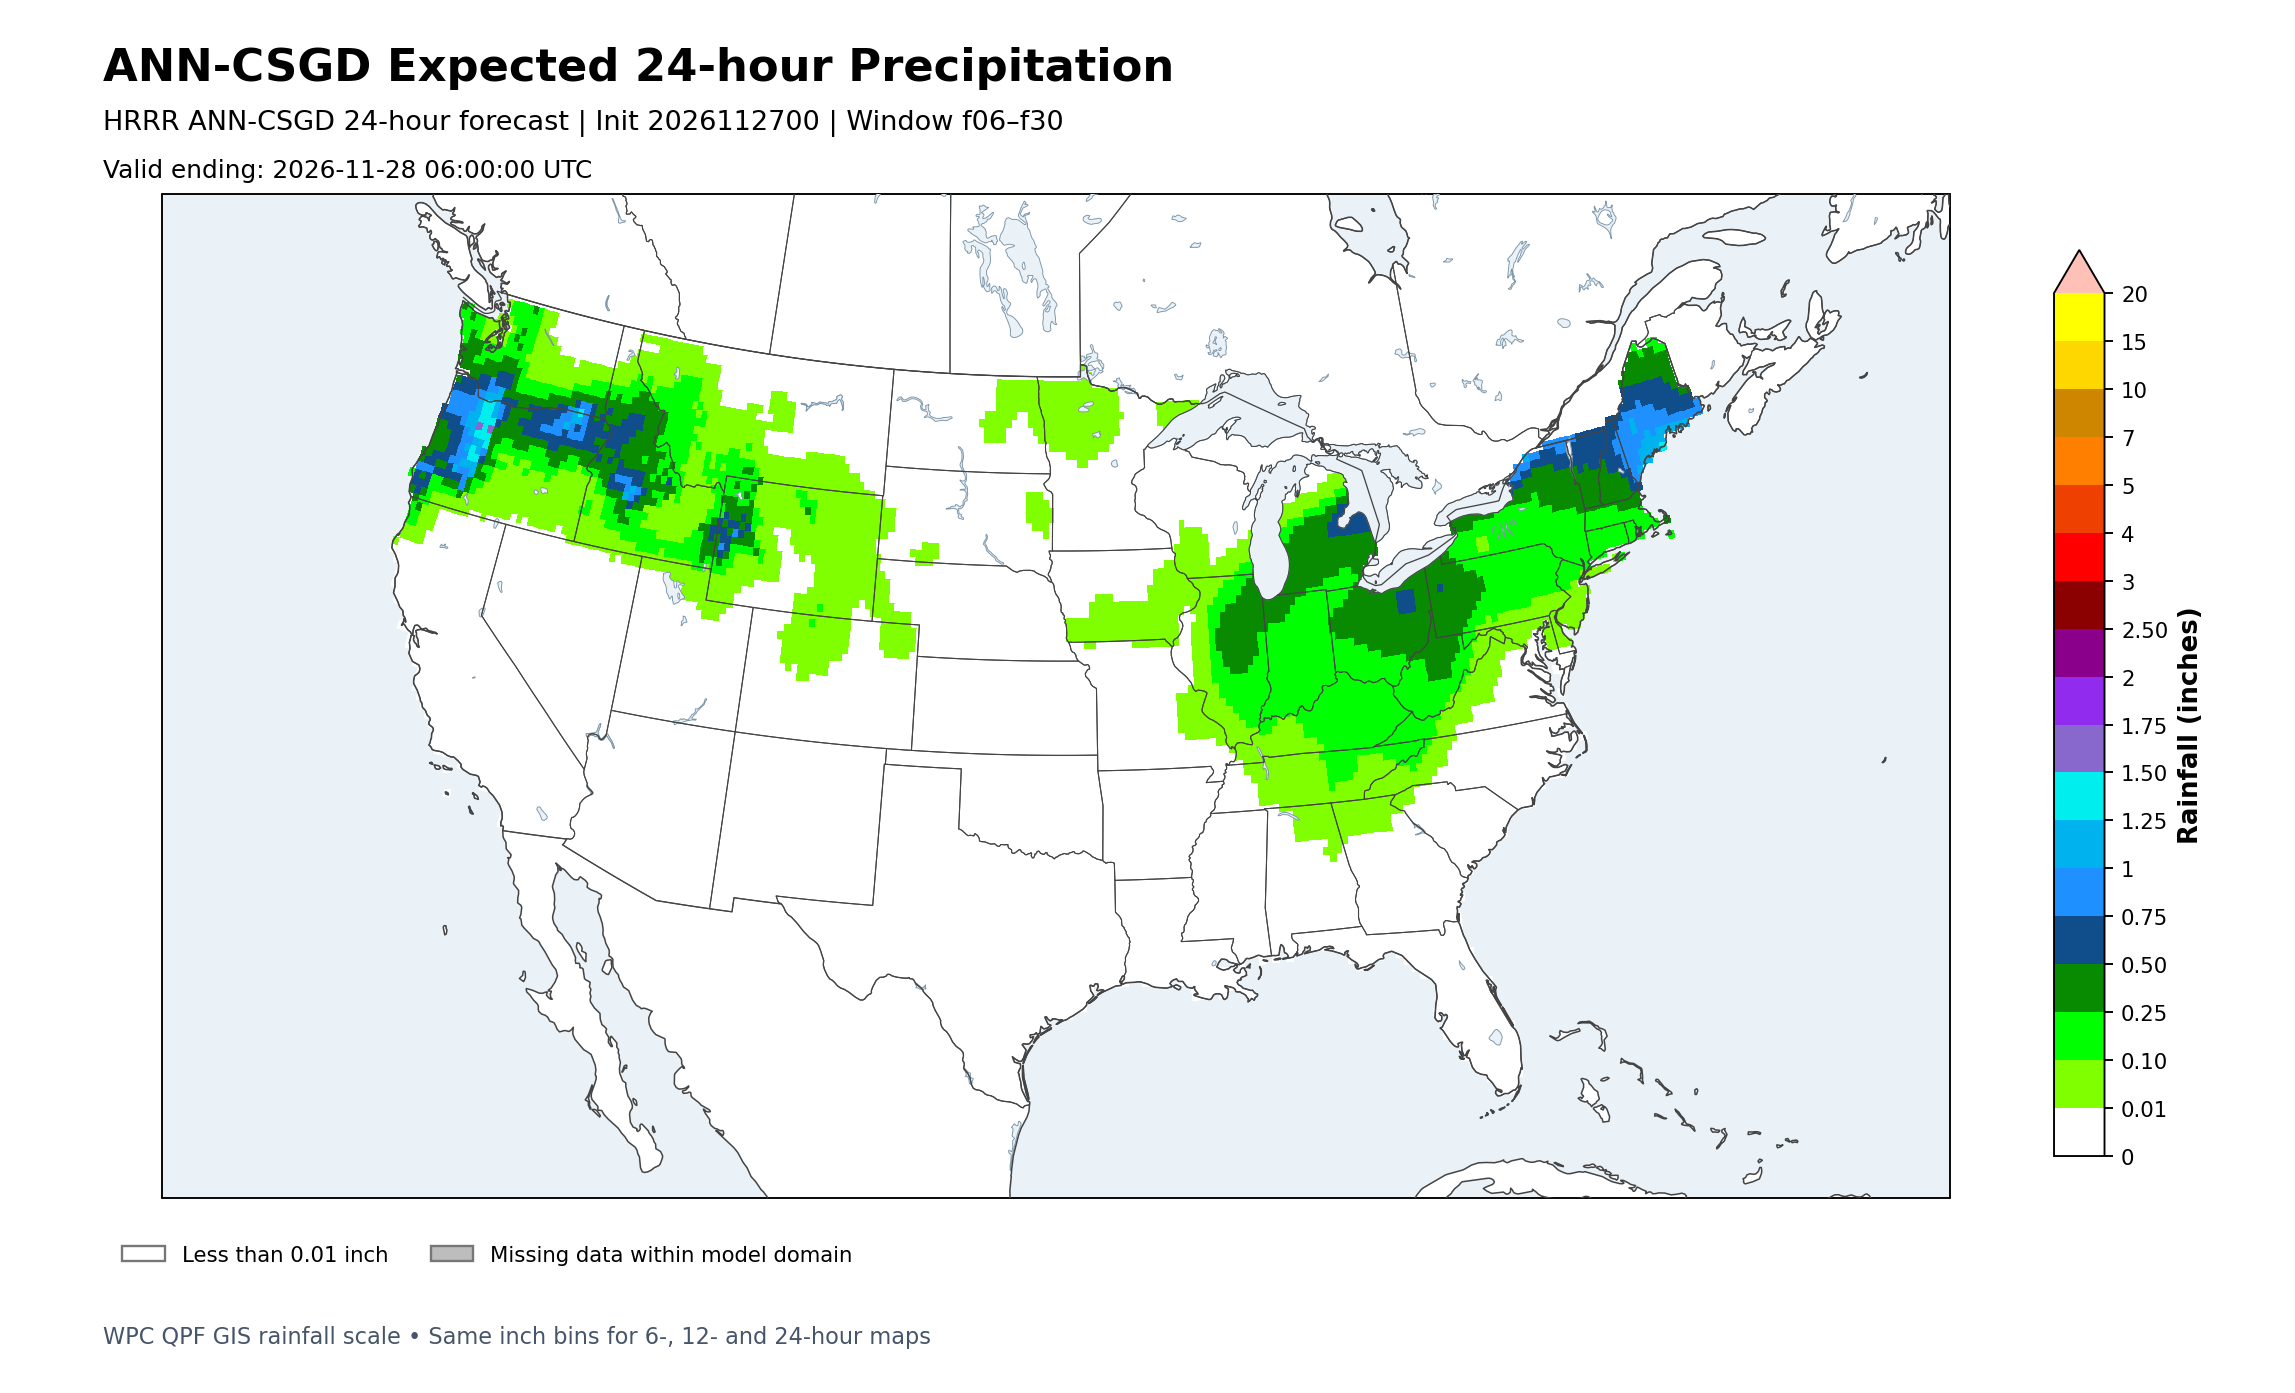 ANN-CSGD Expected 24-hour Precipitation
HRRR ANN-CSGD 24-hour forecast | Init 2026112700 | Window f06–f30
Valid ending: 2026-11-28 06:00:00 UTC
20
15
10
7
5
4
3
2.50
2
1.75
1.50
1.25
1
0.75
0.50
0.25
0.10
0.01
0
Rainfall (inches)
Less than 0.01 inch
Missing data within model domain
WPC QPF GIS rainfall scale • Same inch bins for 6-, 12- and 24-hour maps